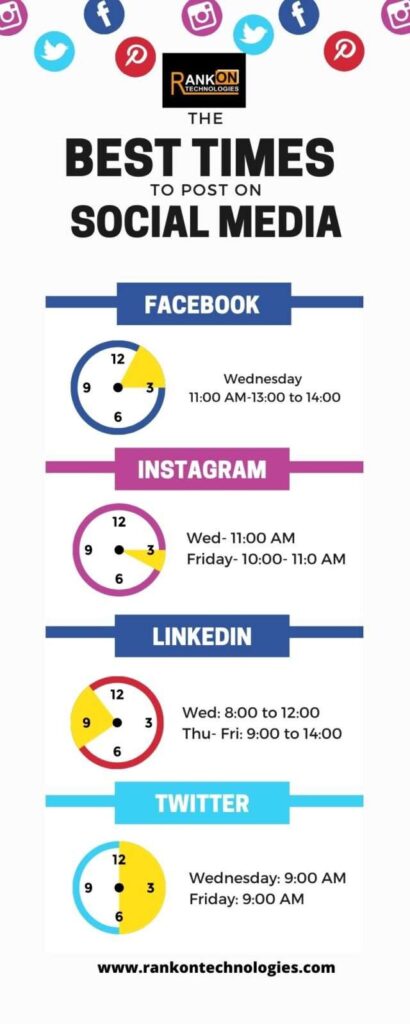 RANKON
TECHNOLOGIES
THE
BEST TIMES
TO POST ON
SOCIAL MEDIA
FACEBOOK
12
9 3
6
Wednesday
11:00 AM-13:00 to 14:00
INSTAGRAM
12
9 3
6
Wed- 11:00 AM
Friday- 10:00- 11:0 AM
LINKEDIN
12
9 3
6
Wed: 8:00 to 12:00
Thu- Fri: 9:00 to 14:00
TWITTER
12
9 3
6
Wednesday: 9:00 AM
Friday: 9:00 AM
www.rankontechnologies.com